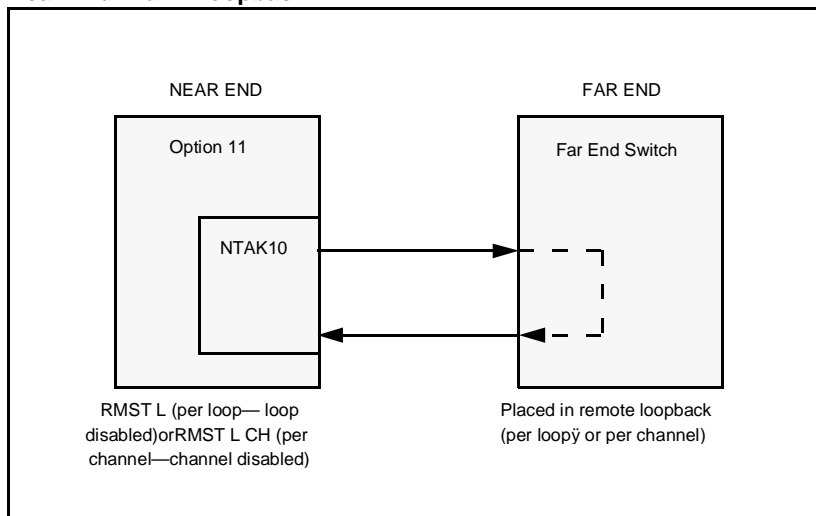 NEAR END
FAR END
Option 11
Far End Switch
NTAK10
RMST L (per loop— loop
disabled)orRMST L CH (per
channel—channel disabled)
Placed in remote loopback
(per loopÿ or per channel)